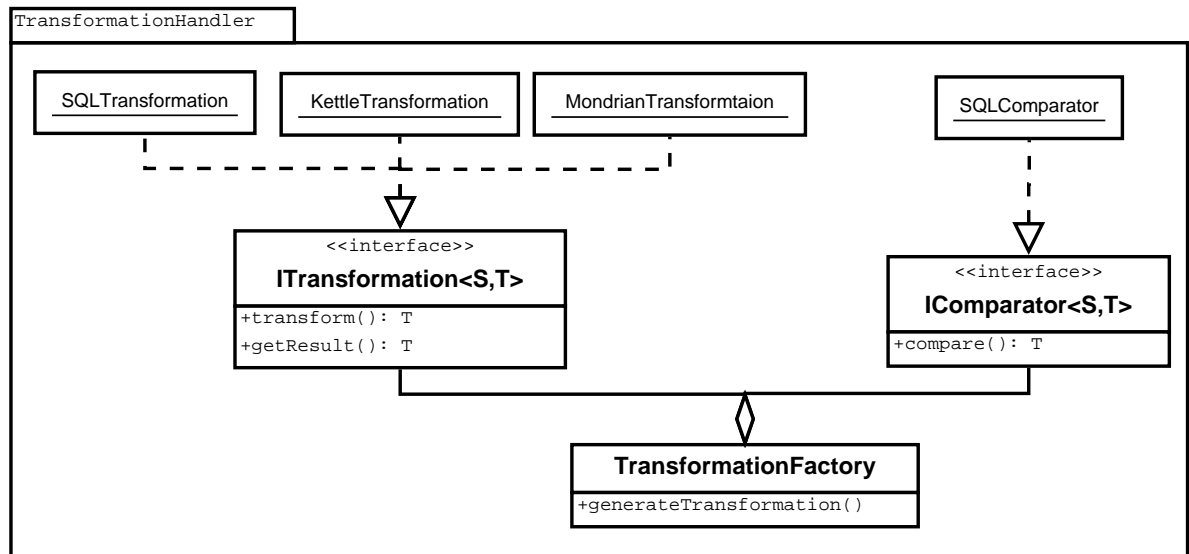 TransformationHandler
SQLTransformation
KettleTransformation
MondrianTransformtaion
SQLComparator
<<interface>>
ITransformation<S,T>
+transform(): T
+getResult(): T
<<interface>>
IComparator<S,T>
+compare(): T
TransformationFactory
+generateTransformation()